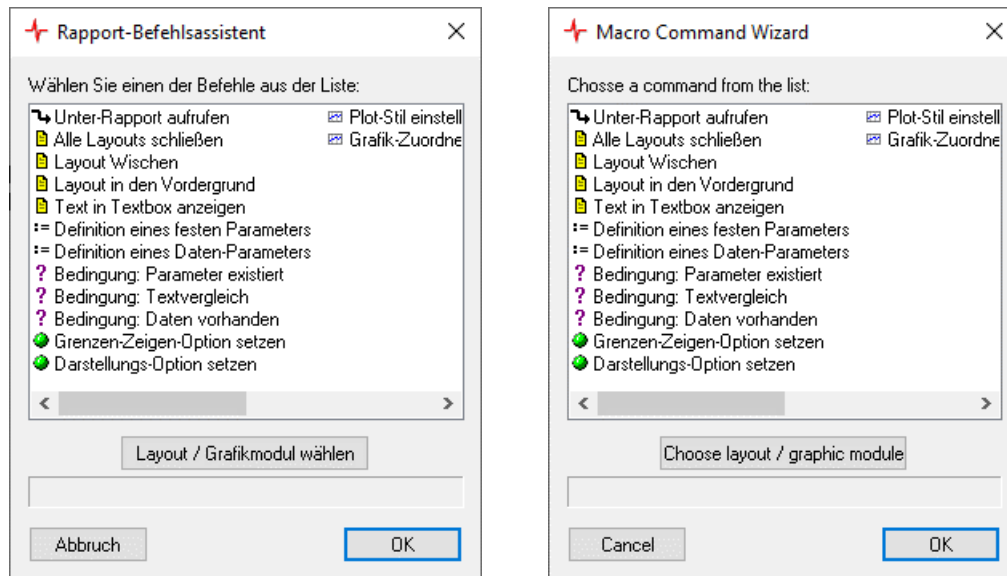 Rapport-Befehlsassistent
Wählen Sie einen der Befehle aus der Liste:
Unter-Rapport aufrufen
Alle Layouts schließen
Layout Wischen
Layout in den Vordergrund
Text in Textbox anzeigen
:= Definition eines festen Parameters
:= Definition eines Daten-Parameters
? Bedingung: Parameter existiert
? Bedingung: Textvergleich
? Bedingung: Daten vorhanden
Grenzen-Zeigen-Option setzen
Darstellungs-Option setzen
Plot-Stil einstell
Grafik-Zuordne
Layout / Grafikmodul wählen
Abbruch
OK
Macro Command Wizard
Choose a command from the list:
Unter-Rapport aufrufen
Alle Layouts schließen
Layout Wischen
Layout in den Vordergrund
Text in Textbox anzeigen
:= Definition eines festen Parameters
:= Definition eines Daten-Parameters
? Bedingung: Parameter existiert
? Bedingung: Textvergleich
? Bedingung: Daten vorhanden
Grenzen-Zeigen-Option setzen
Darstellungs-Option setzen
Plot-Stil einstell
Grafik-Zuordne
Choose layout / graphic module
Cancel
OK